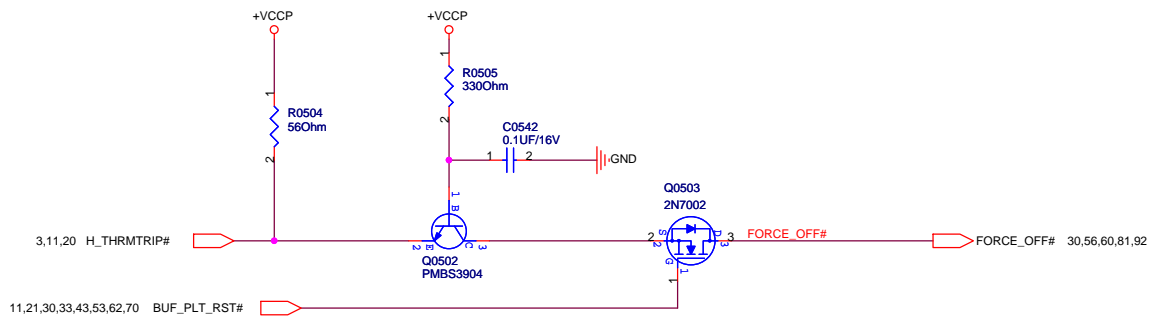 +VCCP
+VCCP
1
1
R0505
330Ohm
R0504
56Ohm
2
2
C0542
0.1UF/16V
1
2
GND
1
B
Q0503
2N7002
3,11,20 H_THRMTRIP#
2
E
C
3
2
S
2
D
3
3
FORCE_OFF#
FORCE_OFF# 30,56,60,81,92
G
1
Q0502
PMBS3904
1
11,21,30,33,43,53,62,70 BUF_PLT_RST#